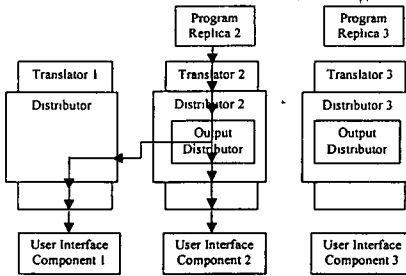 Program
Replica 2
Program
Replica 3
Translator 1
Translator 2
Translator 3
Distributor
Distributor 2
Distributor 3
Output
Distributor
Output
Distributor
User Interface
Component 1
User Interface
Component 2
User Interface
Component 3